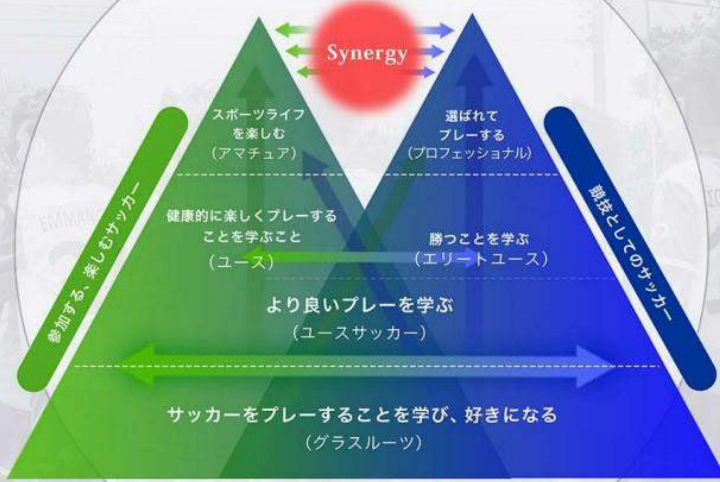 Synergy
スポーツライフ
を楽しむ
(アマチュア)
選ばれて
プレーする
(プロフェッショナル)
参加する、楽しむサッカー
競技としてのサッカー
健康的に楽しくプレーする
ことを学ぶこと
(ユース)
勝つことを学ぶ
(エリートユース)
より良いプレーを学ぶ
(ユースサッカー)
サッカーをプレーすることを学び、好きになる
(グラスルーツ)